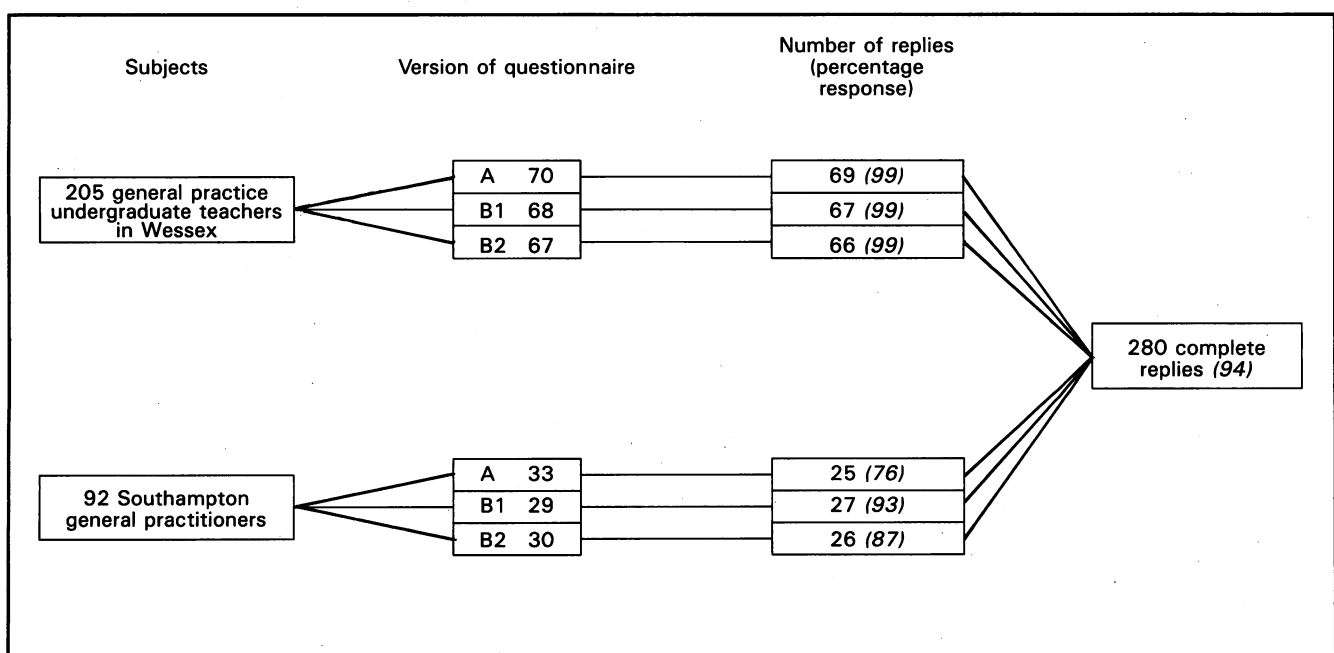 Subjects
Version of questionnaire
Number of replies
(percentage
response)
205 general practice
undergraduate teachers
in Wessex
A 70
B1 68
B2 67
69 (99)
67 (99)
66 (99)
280 complete
replies (94)
92 Southampton
general practitioners
A 33
B1 29
B2 30
25 (76)
27 (93)
26 (87)